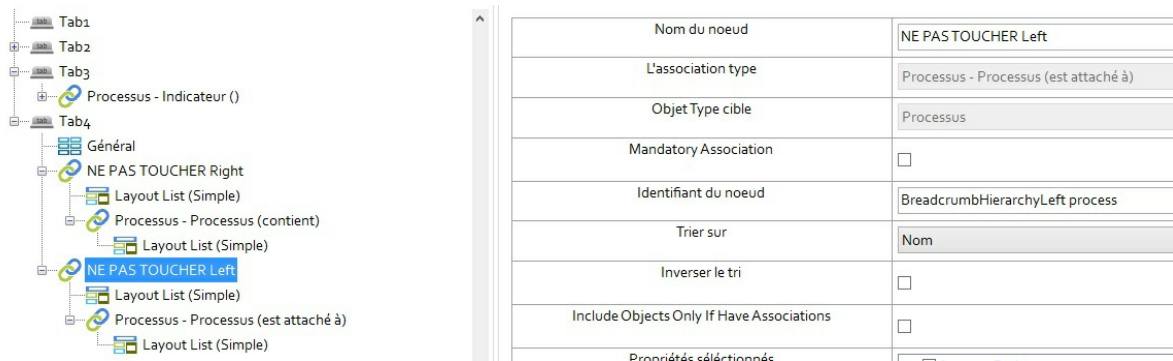 Tab1
Tab2
Tab3
Processus - Indicateur ()
Tab4
Général
NE PAS TOUCHER Right
Layout List (Simple)
Processus - Processus (contient)
Layout List (Simple)
NE PAS TOUCHER Left
Layout List (Simple)
Processus - Processus (est attaché à)
Layout List (Simple)
Nom du noeud
NE PAS TOUCHER Left
L'association type
Processus - Processus (est attaché à)
Objet Type cible
Processus
Mandatory Association
Identifiant du noeud
BreadcrumbHierarchyLeft process
Trier sur
Nom
Inverser le tri
Include Objects Only If Have Associations
Propriétés séléctionnés